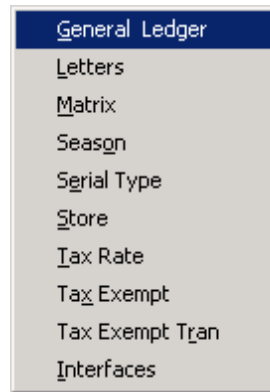 General Ledger
Letters
Matrix
Season
Serial Type
Store
Tax Rate
Tax Exempt
Tax Exempt Tran
Interfaces